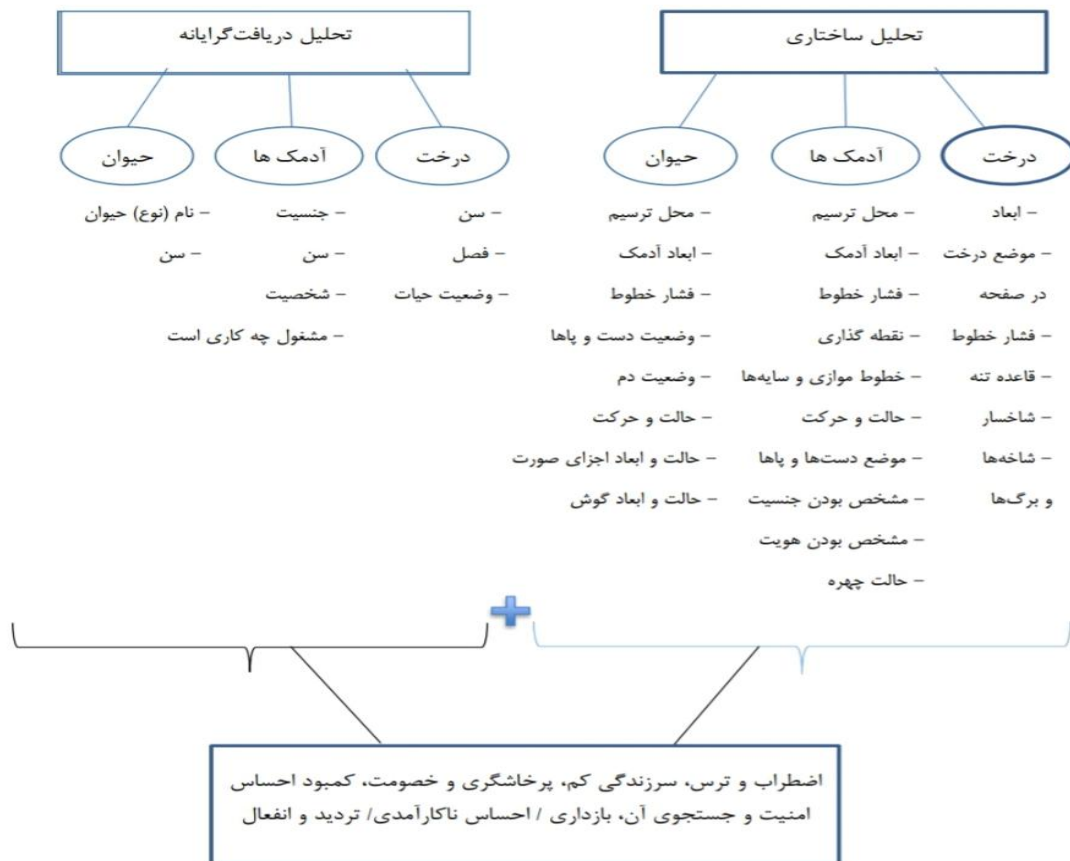 تحلیل ساختاری
درخت
– ابعاد
– موضع درخت
در صفحه
– فشار خطوط
– قاعده تنه
– شاخسار
– شاخه‌ها
و برگ‌ها
آدمک ها
– محل ترسیم
– ابعاد آدمک
– فشار خطوط
– نقطه گذاری
– خطوط موازی و سایه‌ها
– حالت و حرکت
– موضع دست‌ها و پاها
– مشخص بودن جنسیت
– مشخص بودن هویت
– حالت چهره
حیوان
– محل ترسیم
– ابعاد آدمک
– فشار خطوط
– وضعیت دست و پاها
– وضعیت دم
– حالت و حرکت
– حالت و ابعاد اجزای صورت
– حالت و ابعاد گوش
تحلیل دریافت‌گرایانه
درخت
– سن
– فصل
– وضعیت حیات
آدمک ها
– جنسیت
– سن
– شخصیت
– مشغول چه کاری است
حیوان
– نام (نوع) حیوان
– سن
اضطراب و ترس، سرزندگی کم، پرخاشگری و خصومت، کمبود احساس
امنیت و جستجوی آن، بازداری / احساس ناکارآمدی/ تردید و انفعال